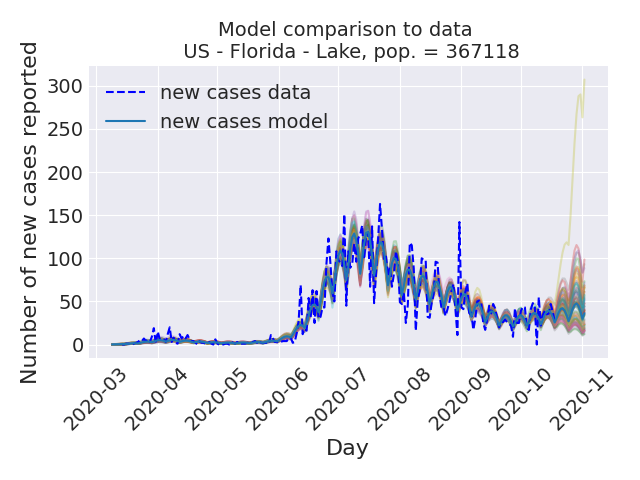 Model comparison to data
US - Florida - Lake, pop. = 367118
Number of new cases reported
300
250
200
150
100
50
0
new cases data
new cases model
2020-03
2020-04
2020-05
2020-06
2020-07
2020-08
2020-09
2020-10
2020-11
Day